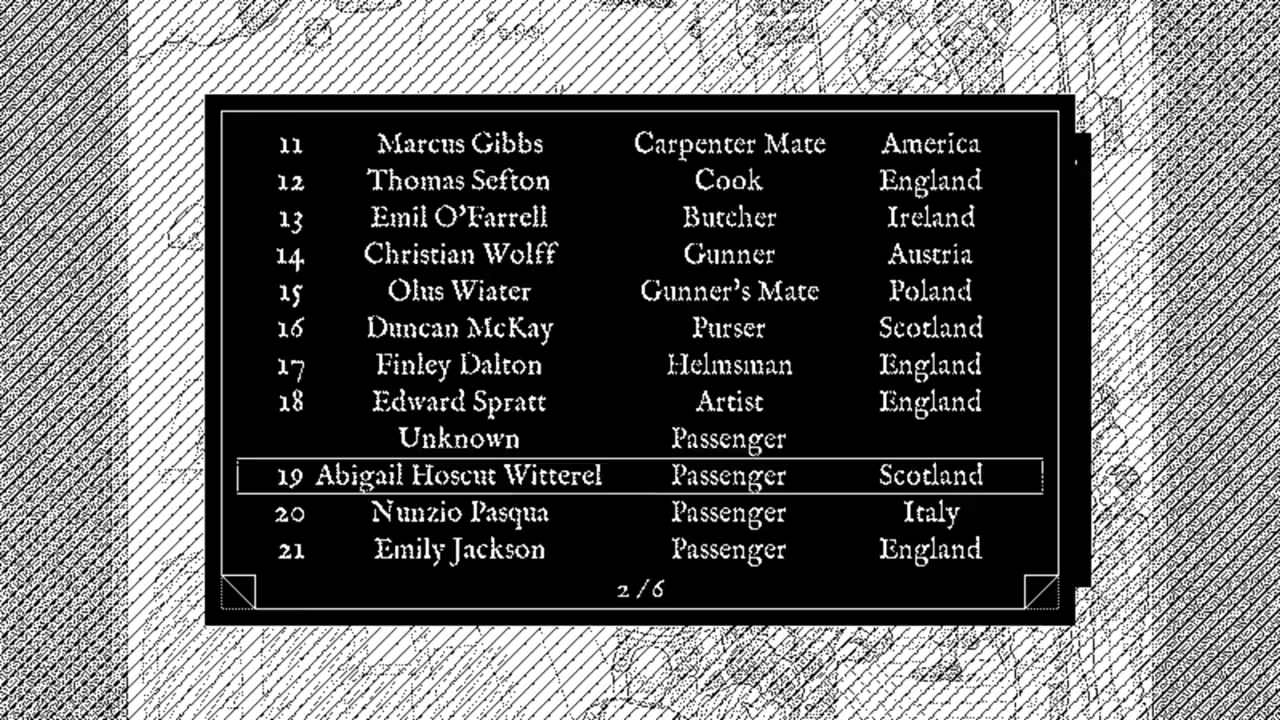 11 Marcus Gibbs Carpenter Mate America
12 Thomas Sefton Cook England
13 Emil O'Farrell Butcher Ireland
14 Christian Wolff Gunner Austria
15 Olus Wiater Gunner's Mate Poland
16 Duncan McKay Purser Scotland
17 Finley Dalton Helmsman England
18 Edward Spratt Artist England
Unknown Passenger
19 Abigail Hoscut Witterel Passenger Scotland
20 Nunzio Pasqua Passenger Italy
21 Emily Jackson Passenger England
2/6